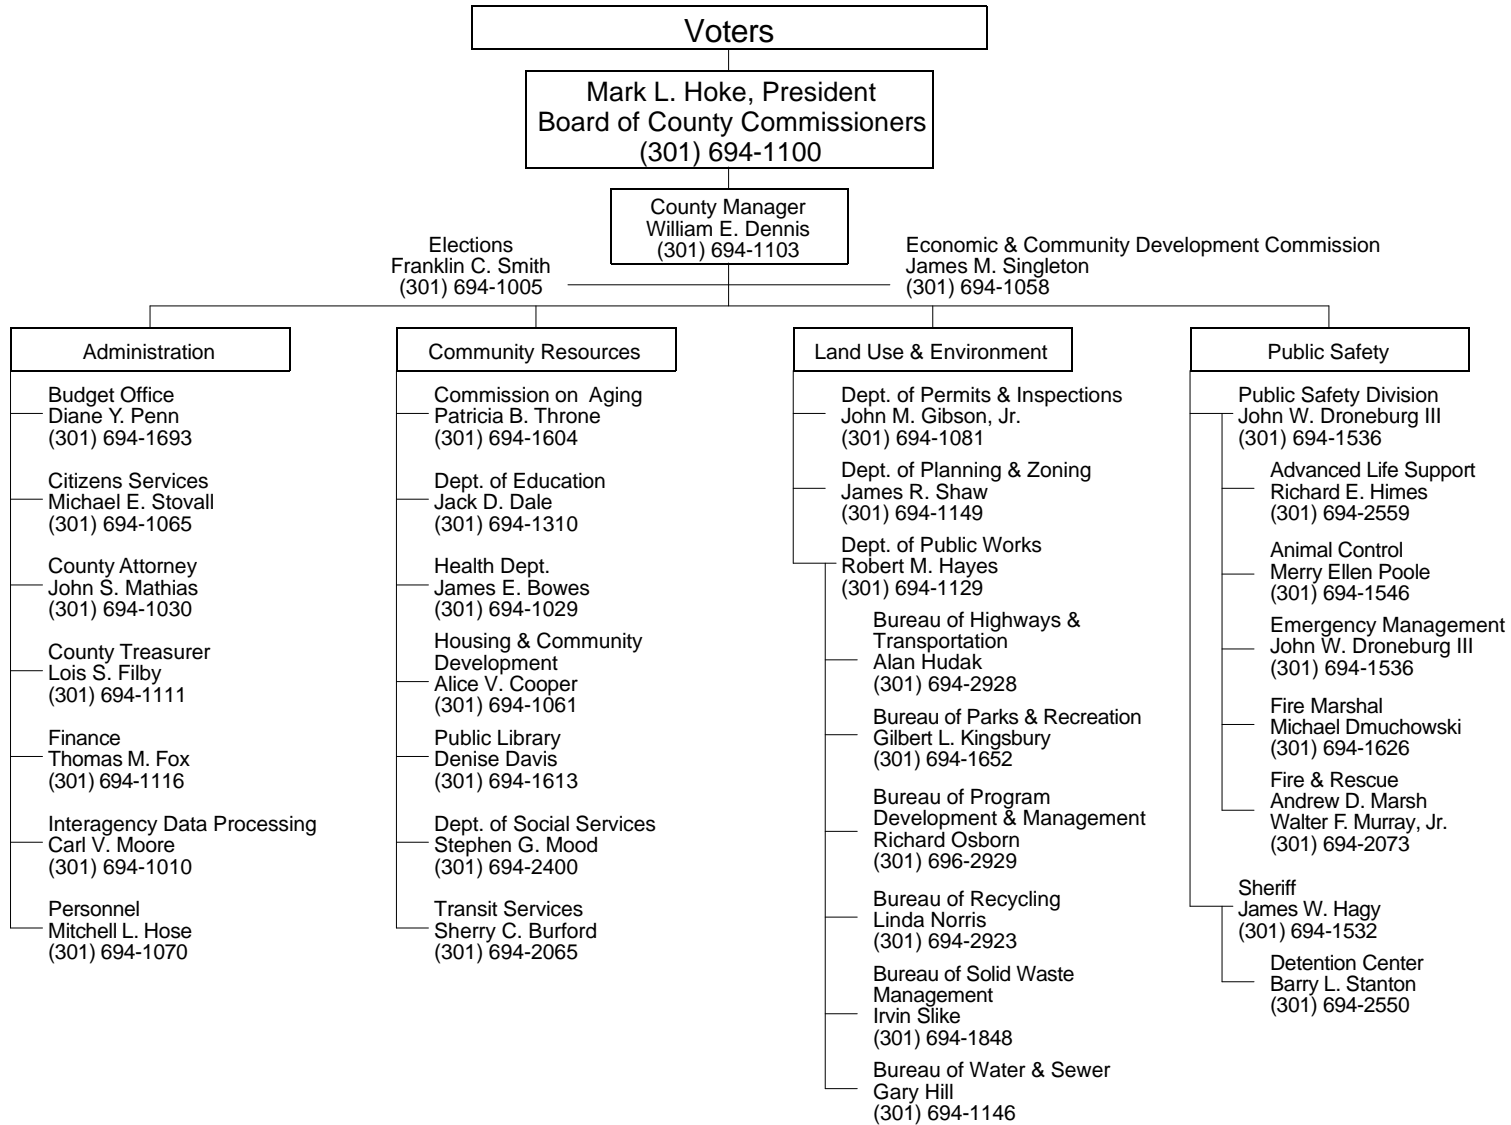 Voters
Mark L. Hoke, President
Board of County Commissioners
(301) 694-1100
County Manager
William E. Dennis
(301) 694-1103
Elections
Franklin C. Smith
(301) 694-1005
Economic & Community Development Commission
James M. Singleton
(301) 694-1058
Administration
Budget Office
Diane Y. Penn
(301) 694-1693
Citizens Services
Michael E. Stovall
(301) 694-1065
County Attorney
John S. Mathias
(301) 694-1030
County Treasurer
Lois S. Filby
(301) 694-1111
Finance
Thomas M. Fox
(301) 694-1116
Interagency Data Processing
Carl V. Moore
(301) 694-1010
Personnel
Mitchell L. Hose
(301) 694-1070
Community Resources
Commission on Aging
Patricia B. Throne
(301) 694-1604
Dept. of Education
Jack D. Dale
(301) 694-1310
Health Dept.
James E. Bowes
(301) 694-1029
Housing & Community
Development
Alice V. Cooper
(301) 694-1061
Public Library
Denise Davis
(301) 694-1613
Dept. of Social Services
Stephen G. Mood
(301) 694-2400
Transit Services
Sherry C. Burford
(301) 694-2065
Land Use & Environment
Dept. of Permits & Inspections
John M. Gibson, Jr.
(301) 694-1081
Dept. of Planning & Zoning
James R. Shaw
(301) 694-1149
Dept. of Public Works
Robert M. Hayes
(301) 694-1129
Bureau of Highways &
Transportation
Alan Hudak
(301) 694-2928
Bureau of Parks & Recreation
Gilbert L. Kingsbury
(301) 694-1652
Bureau of Program
Development & Management
Richard Osborn
(301) 696-2929
Bureau of Recycling
Linda Norris
(301) 694-2923
Bureau of Solid Waste
Management
Irvin Slike
(301) 694-1848
Bureau of Water & Sewer
Gary Hill
(301) 694-1146
Public Safety
Public Safety Division
John W. Droneburg III
(301) 694-1536
Advanced Life Support
Richard E. Himes
(301) 694-2559
Animal Control
Merry Ellen Poole
(301) 694-1546
Emergency Management
John W. Droneburg III
(301) 694-1536
Fire Marshal
Michael Dmuchowski
(301) 694-1626
Fire & Rescue
Andrew D. Marsh
Walter F. Murray, Jr.
(301) 694-2073
Sheriff
James W. Hagy
(301) 694-1532
Detention Center
Barry L. Stanton
(301) 694-2550